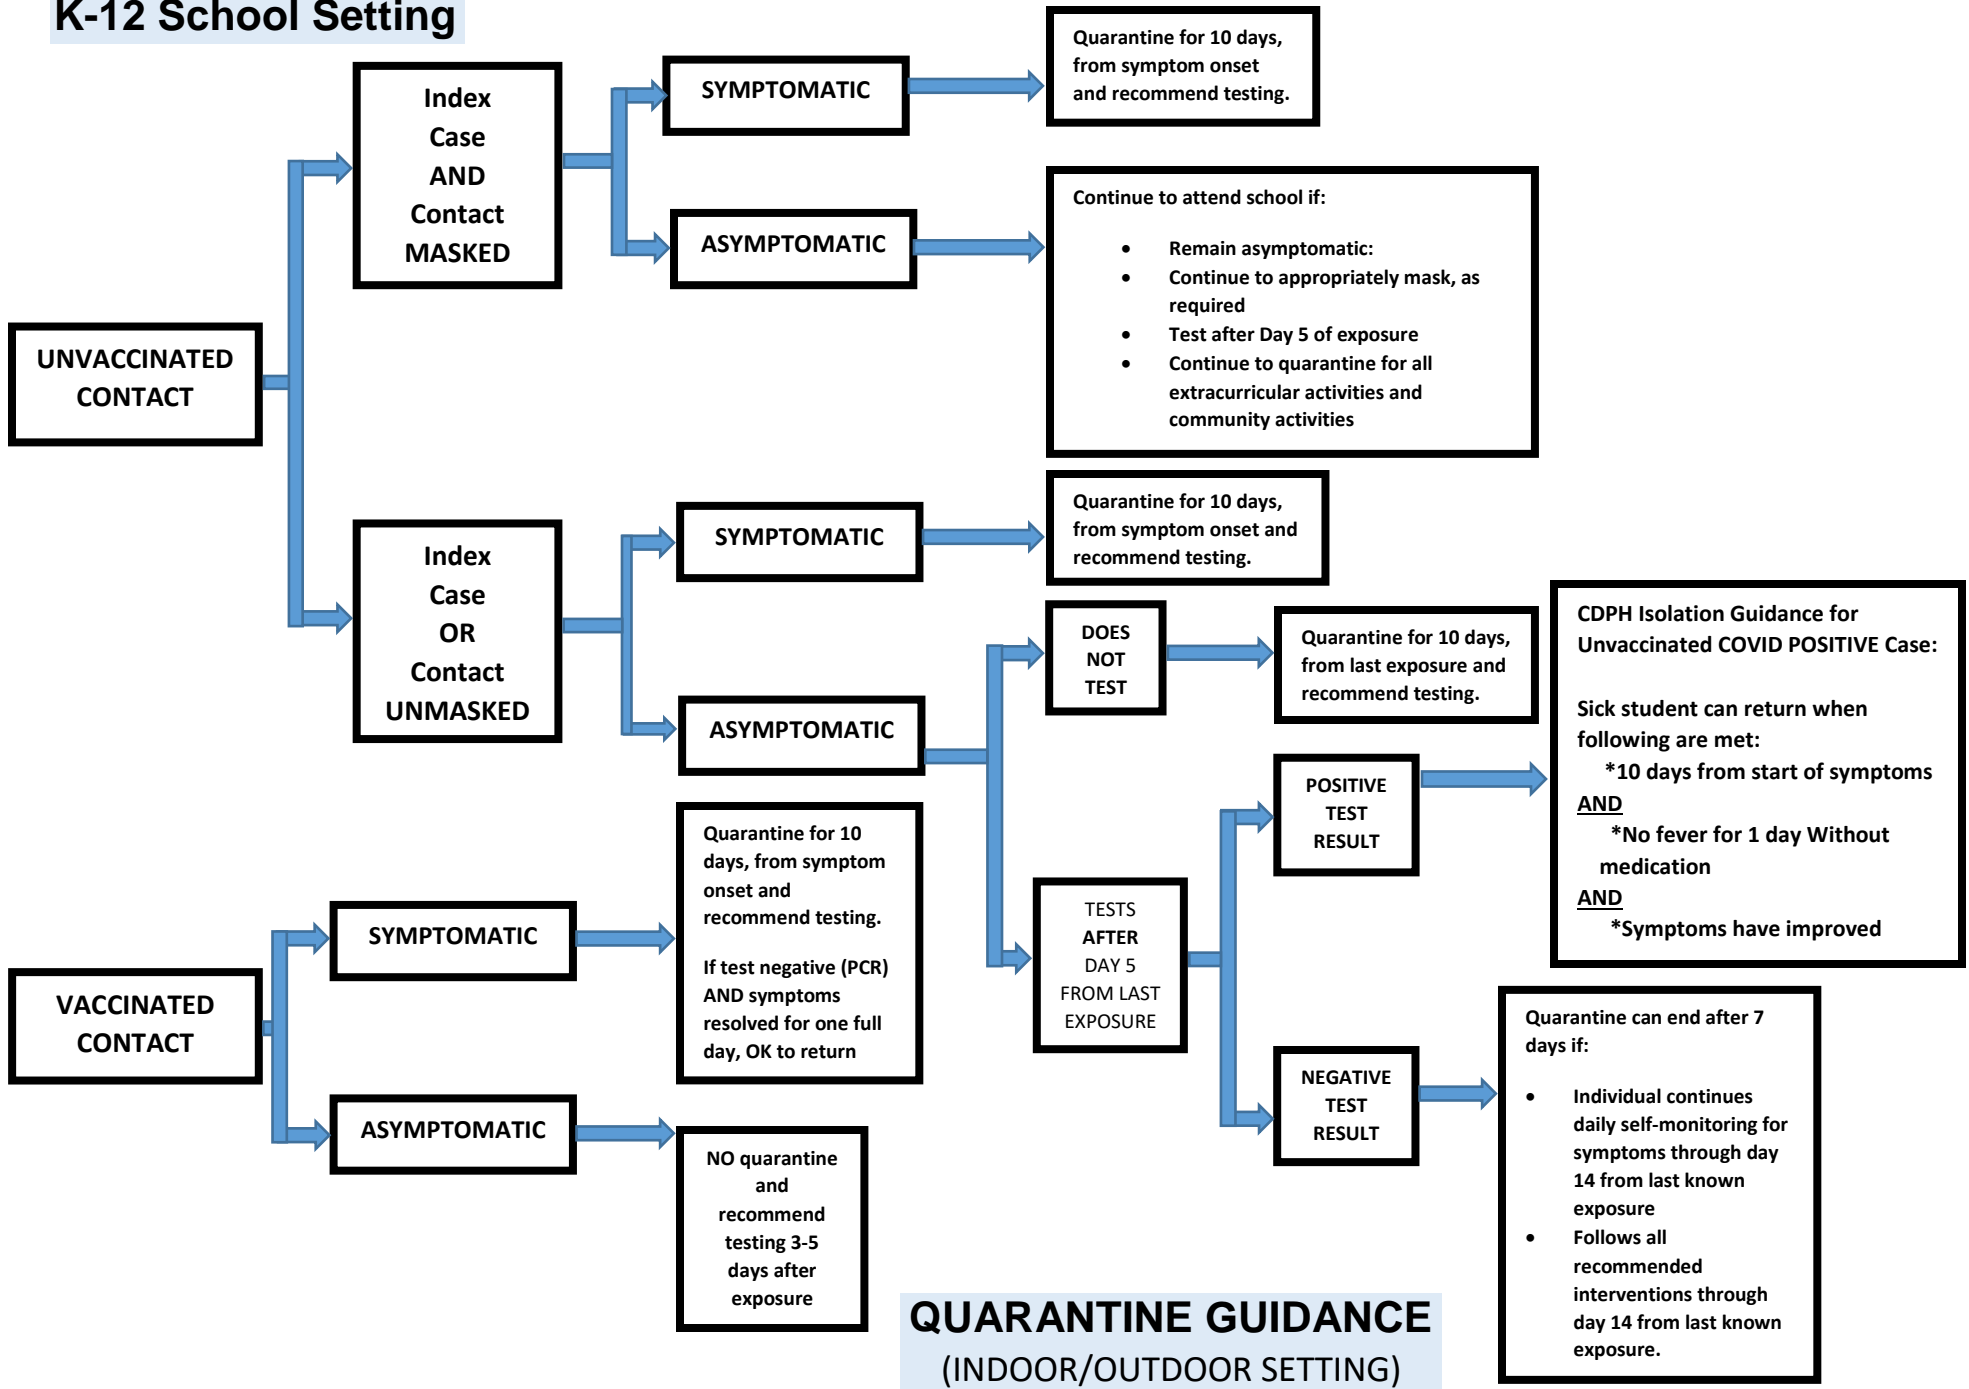 K-12 School Setting
Index
Case
AND
Contact
MASKED
SYMPTOMATIC
Quarantine for 10 days,
from symptom onset
and recommend testing.
ASYMPTOMATIC
Continue to attend school if:
• Remain asymptomatic:
• Continue to appropriately mask, as
required
• Test after Day 5 of exposure
• Continue to quarantine for all
extracurricular activities and
community activities
UNVACCINATED
CONTACT
Index
Case
OR
Contact
UNMASKED
SYMPTOMATIC
Quarantine for 10 days,
from symptom onset and
recommend testing.
ASYMPTOMATIC
DOES
NOT
TEST
Quarantine for 10 days,
from last exposure and
recommend testing.
TESTS
AFTER
DAY 5
FROM LAST
EXPOSURE
POSITIVE
TEST
RESULT
CDPH Isolation Guidance for
Unvaccinated COVID POSITIVE Case:
Sick student can return when
following are met:
*10 days from start of symptoms
AND
*No fever for 1 day Without
medication
AND
*Symptoms have improved
NEGATIVE
TEST
RESULT
Quarantine can end after 7
days if:
• Individual continues
daily self-monitoring for
symptoms through day
14 from last known
exposure
• Follows all
recommended
interventions through
day 14 from last known
exposure.
VACCINATED
CONTACT
SYMPTOMATIC
Quarantine for 10
days, from symptom
onset and
recommend testing.
If test negative (PCR)
AND symptoms
resolved for one full
day, OK to return
ASYMPTOMATIC
NO quarantine
and
recommend
testing 3-5
days after
exposure
QUARANTINE GUIDANCE
(INDOOR/OUTDOOR SETTING)